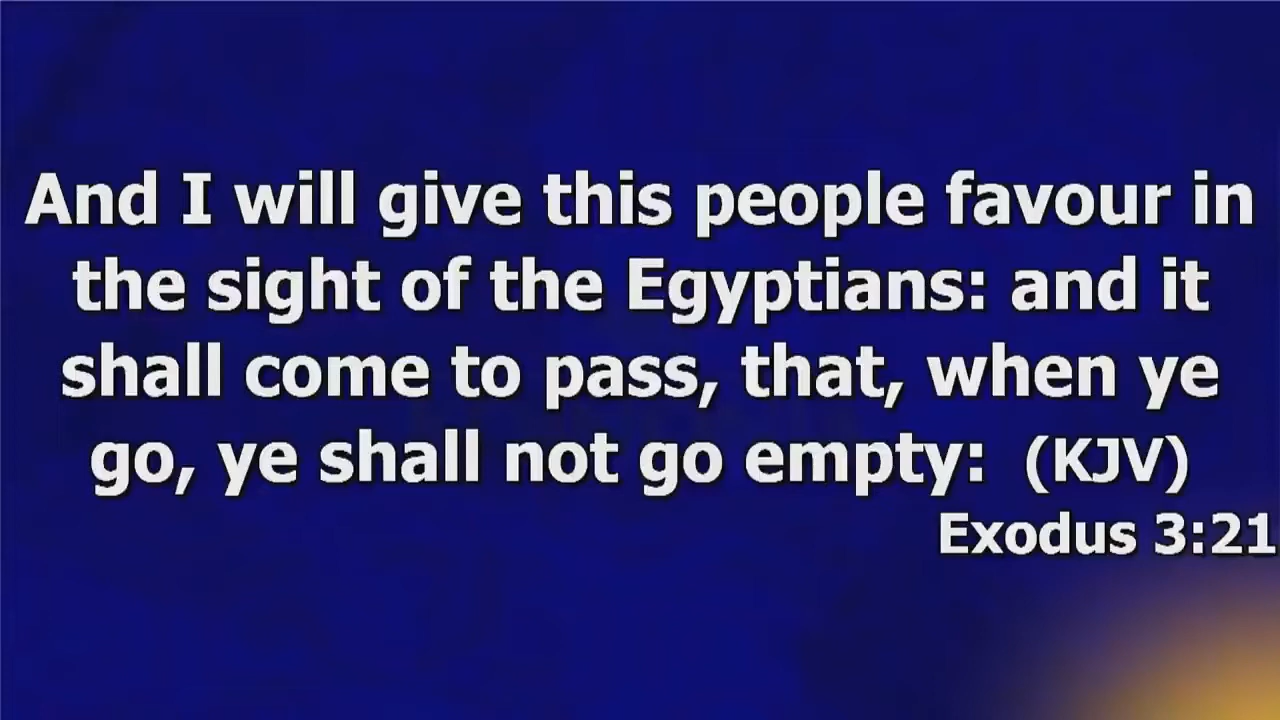 And I will give this people favour in
the sight of the Egyptians: and it
shall come to pass, that, when ye
go, ye shall not go empty: (KJV)
Exodus 3:21